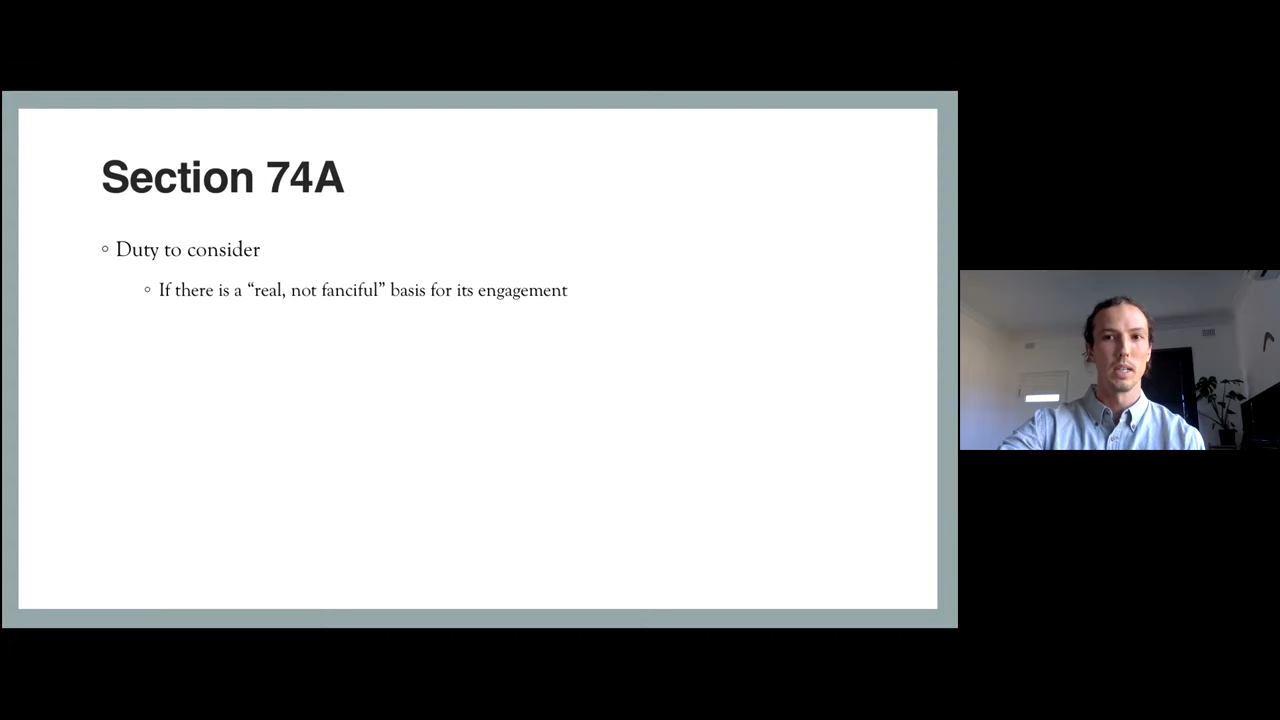 Section 74A
Duty to consider
If there is a “real, not fanciful” basis for its engagement